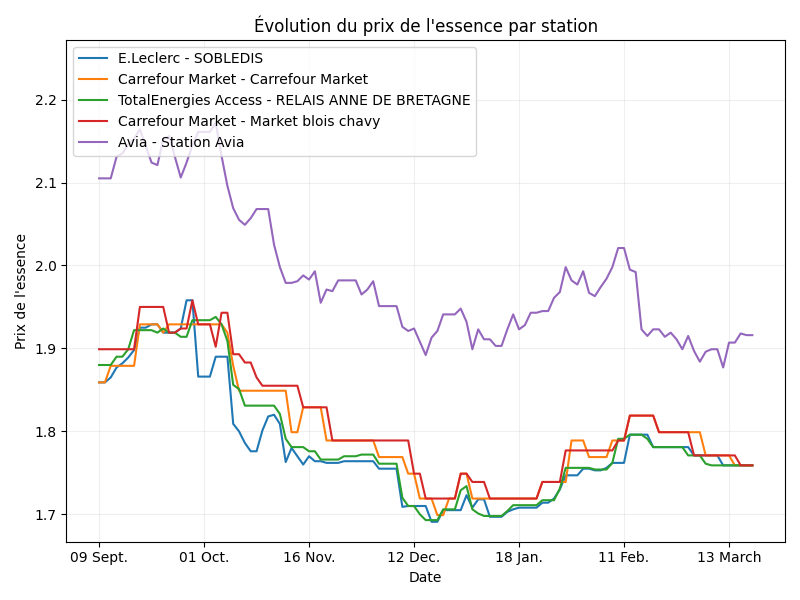 Évolution du prix de l'essence par station
E.Leclerc - SOBLEDIS
Carrefour Market - Carrefour Market
TotalEnergies Access - RELAIS ANNE DE BRETAGNE
Carrefour Market - Market blois chavy
Avia - Station Avia
Prix de l'essence
2.2
2.1
2.0
1.9
1.8
1.7
09 Sept.
01 Oct.
16 Nov.
12 Dec.
18 Jan.
11 Feb.
13 March
Date